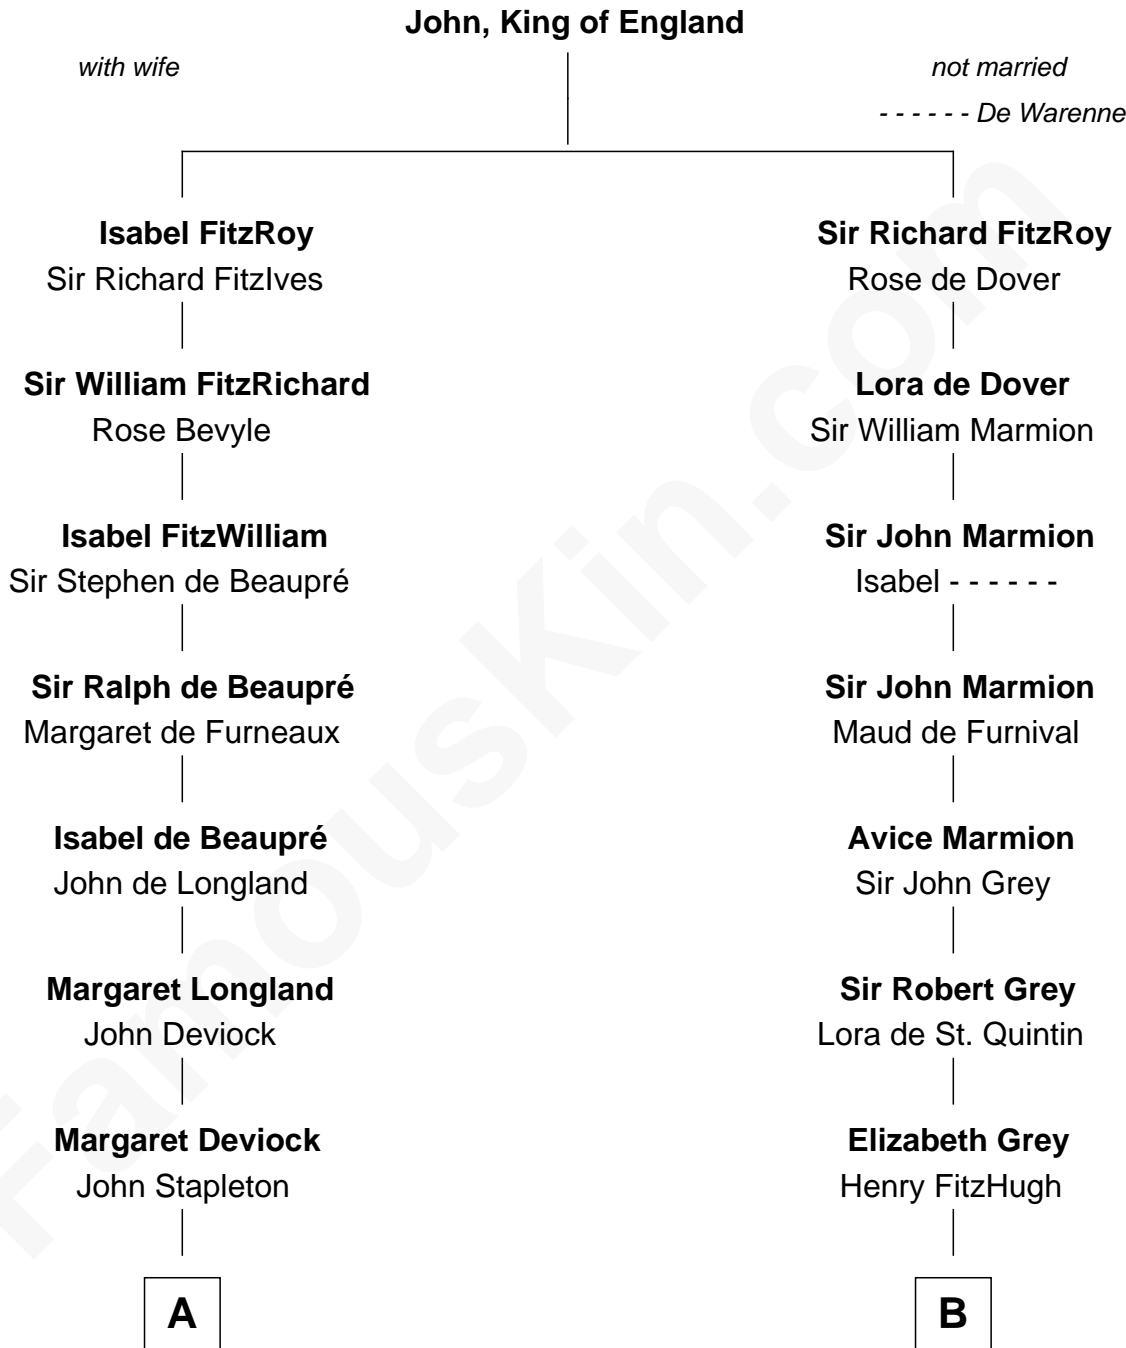 John, King of England
with wife
not married
- - - - - - De Warenne
Isabel FitzRoy
Sir Richard FitzIves
Sir Richard FitzRoy
Rose de Dover
Sir William FitzRichard
Rose Bevyle
Lora de Dover
Sir William Marmion
Isabel FitzWilliam
Sir Stephen de Beaupré
Sir John Marmion
Isabel - - - - - -
Sir Ralph de Beaupré
Margaret de Furneaux
Sir John Marmion
Maud de Furnival
Isabel de Beaupré
John de Longland
Avice Marmion
Sir John Grey
Margaret Longland
John Deviock
Sir Robert Grey
Lora de St. Quintin
Margaret Deviock
John Stapleton
Elizabeth Grey
Henry FitzHugh
A
B
FamousKin.com